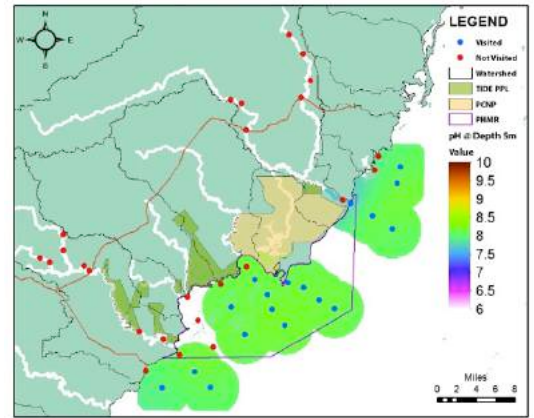 N
W E
S
LEGEND
Visited
Not Visited
Watershed
TIDE PPL
PCNP
PHMR
pH @ Depth 5m
Value
10
9.5
9
8.5
8
7.5
7
6.5
6
Miles
0 2 4 6 8